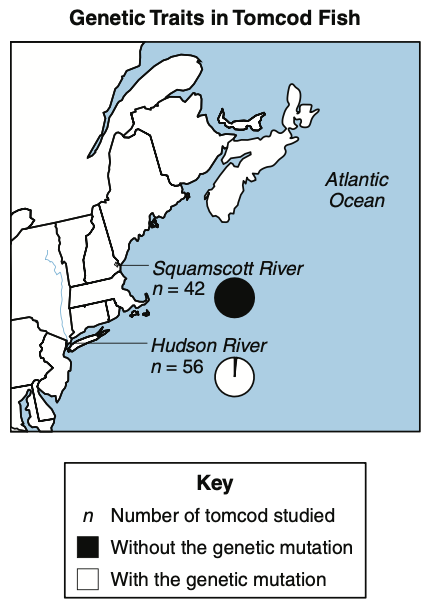 Genetic Traits in Tomcod Fish
Atlantic
Ocean
Squamscott River
n = 42
Hudson River
n = 56
Key
n Number of tomcod studied
Without the genetic mutation
With the genetic mutation